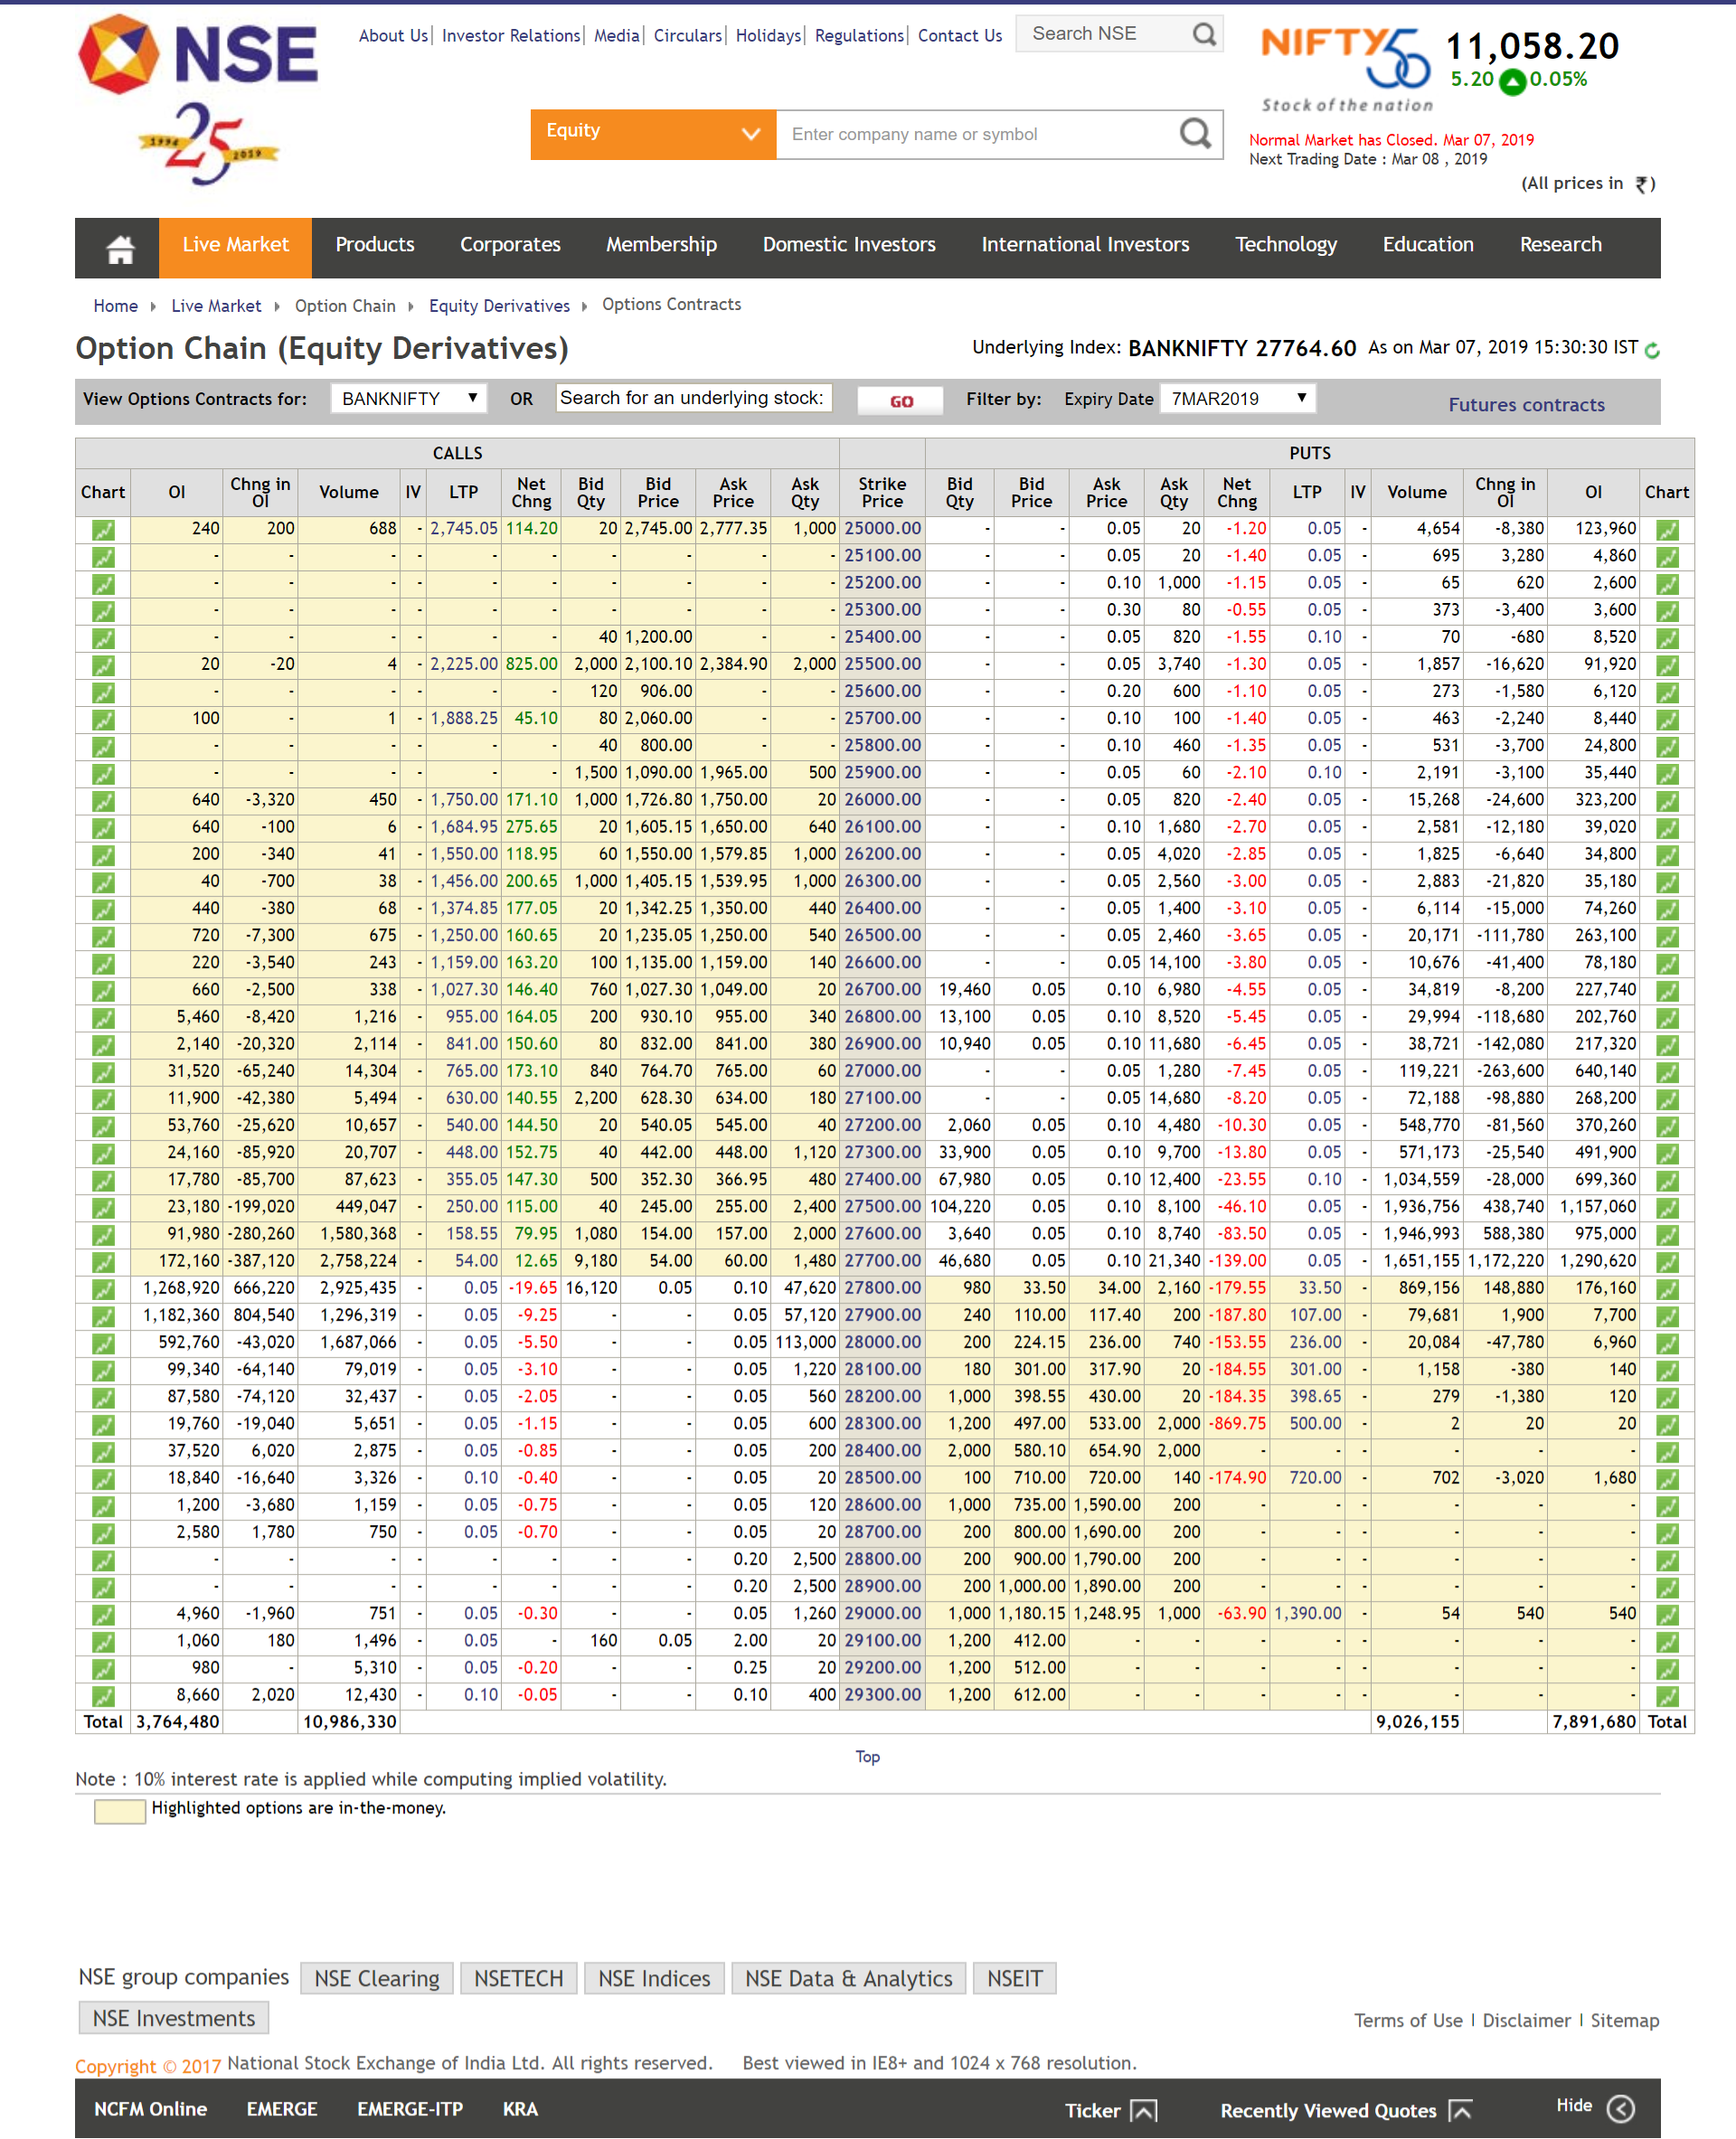 NSE
About Us| Investor Relations| Media| Circulars| Holidays| Regulations| Contact Us
Search NSE
NIFTY50
Stock of the nation
11,058.20
5.20 0.05%
1994 25 2019
Equity
Enter company name or symbol
Normal Market has Closed. Mar 07, 2019
Next Trading Date : Mar 08 , 2019
(All prices in ₹)
Live Market Products Corporates Membership Domestic Investors International Investors Technology Education Research
Home Live Market Option Chain Equity Derivatives Options Contracts
Option Chain (Equity Derivatives)
Underlying Index: BANKNIFTY 27764.60 As on Mar 07, 2019 15:30:30 IST
View Options Contracts for: BANKNIFTY OR Search for an underlying stock: GO Filter by: Expiry Date 7MAR2019 Futures contracts
CALLS PUTS
Chart OI Chng in OI Volume IV LTP Net Chng Bid Qty Bid Price Ask Price Ask Qty Strike Price Bid Qty Bid Price Ask Price Ask Qty Net Chng LTP IV Volume Chng in OI OI Chart
240 200 688 - 2,745.05 114.20 20 2,745.00 2,777.35 1,000 25000.00 - - 0.05 20 -1.20 0.05 - 4,654 -8,380 123,960
- - - - - - - - - - 25100.00 - - 0.05 20 -1.40 0.05 - 695 3,280 4,860
- - - - - - - - - - 25200.00 - - 0.10 1,000 -1.15 0.05 - 65 620 2,600
- - - - - - - - - - 25300.00 - - 0.30 80 -0.55 0.05 - 373 -3,400 3,600
- - - - - - 40 1,200.00 - - 25400.00 - - 0.05 820 -1.55 0.10 - 70 -680 8,520
20 -20 4 - 2,225.00 825.00 2,000 2,100.10 2,384.90 2,000 25500.00 - - 0.05 3,740 -1.30 0.05 - 1,857 -16,620 91,920
- - - - - - 120 906.00 - - 25600.00 - - 0.20 600 -1.10 0.05 - 273 -1,580 6,120
100 - 1 - 1,888.25 45.10 80 2,060.00 - - 25700.00 - - 0.10 100 -1.40 0.05 - 463 -2,240 8,440
- - - - - - 40 800.00 - - 25800.00 - - 0.10 460 -1.35 0.05 - 531 -3,700 24,800
- - - - - - 1,500 1,090.00 1,965.00 500 25900.00 - - 0.05 60 -2.10 0.10 - 2,191 -3,100 35,440
640 -3,320 450 - 1,750.00 171.10 1,000 1,726.80 1,750.00 20 26000.00 - - 0.05 820 -2.40 0.05 - 15,268 -24,600 323,200
640 -100 6 - 1,684.95 275.65 20 1,605.15 1,650.00 640 26100.00 - - 0.10 1,680 -2.70 0.05 - 2,581 -12,180 39,020
200 -340 41 - 1,550.00 118.95 60 1,550.00 1,579.85 1,000 26200.00 - - 0.05 4,020 -2.85 0.05 - 1,825 -6,640 34,800
40 -700 38 - 1,456.00 200.65 1,000 1,405.15 1,539.95 1,000 26300.00 - - 0.05 2,560 -3.00 0.05 - 2,883 -21,820 35,180
440 -380 68 - 1,374.85 177.05 20 1,342.25 1,350.00 440 26400.00 - - 0.05 1,400 -3.10 0.05 - 6,114 -15,000 74,260
720 -7,300 675 - 1,250.00 160.65 20 1,235.05 1,250.00 540 26500.00 - - 0.05 2,460 -3.65 0.05 - 20,171 -111,780 263,100
220 -3,540 243 - 1,159.00 163.20 100 1,135.00 1,159.00 140 26600.00 - - 0.05 14,100 -3.80 0.05 - 10,676 -41,400 78,180
660 -2,500 338 - 1,027.30 146.40 760 1,027.30 1,049.00 20 26700.00 19,460 0.05 0.10 6,980 -4.55 0.05 - 34,819 -8,200 227,740
5,460 -8,420 1,216 - 955.00 164.05 200 930.10 955.00 340 26800.00 13,100 0.05 0.10 8,520 -5.45 0.05 - 29,994 -118,680 202,760
2,140 -20,320 2,114 - 841.00 150.60 80 832.00 841.00 380 26900.00 10,940 0.05 0.10 11,680 -6.45 0.05 - 38,721 -142,080 217,320
31,520 -65,240 14,304 - 765.00 173.10 840 764.70 765.00 60 27000.00 - - 0.05 1,280 -7.45 0.05 - 119,221 -263,600 640,140
11,900 -42,380 5,494 - 630.00 140.55 2,200 628.30 634.00 180 27100.00 - - 0.05 14,680 -8.20 0.05 - 72,188 -98,880 268,200
53,760 -25,620 10,657 - 540.00 144.50 20 540.05 545.00 40 27200.00 2,060 0.05 0.10 4,480 -10.30 0.05 - 548,770 -81,560 370,260
24,160 -85,920 20,707 - 448.00 152.75 40 442.00 448.00 1,120 27300.00 33,900 0.05 0.10 9,700 -13.80 0.05 - 571,173 -25,540 491,900
17,780 -85,700 87,623 - 355.05 147.30 500 352.30 366.95 480 27400.00 67,980 0.05 0.10 12,400 -23.55 0.10 - 1,034,559 -28,000 699,360
23,180 -199,020 449,047 - 250.00 115.00 40 245.00 255.00 2,400 27500.00 104,220 0.05 0.10 8,100 -46.10 0.05 - 1,936,756 438,740 1,157,060
91,980 -280,260 1,580,368 - 158.55 79.95 1,080 154.00 157.00 2,000 27600.00 3,640 0.05 0.10 8,740 -83.50 0.05 - 1,946,993 588,380 975,000
172,160 -387,120 2,758,224 - 54.00 12.65 9,180 54.00 60.00 1,480 27700.00 46,680 0.05 0.10 21,340 -139.00 0.05 - 1,651,155 1,172,220 1,290,620
1,268,920 666,220 2,925,435 - 0.05 -19.65 16,120 0.05 0.10 47,620 27800.00 980 33.50 34.00 2,160 -179.55 33.50 - 869,156 148,880 176,160
1,182,360 804,540 1,296,319 - 0.05 -9.25 - - 0.05 57,120 27900.00 240 110.00 117.40 200 -187.80 107.00 - 79,681 1,900 7,700
592,760 -43,020 1,687,066 - 0.05 -5.50 - - 0.05 113,000 28000.00 200 224.15 236.00 740 -153.55 236.00 - 20,084 -47,780 6,960
99,340 -64,140 79,019 - 0.05 -3.10 - - 0.05 1,220 28100.00 180 301.00 317.90 20 -184.55 301.00 - 1,158 -380 140
87,580 -74,120 32,437 - 0.05 -2.05 - - 0.05 560 28200.00 1,000 398.55 430.00 20 -184.35 398.65 - 279 -1,380 120
19,760 -19,040 5,651 - 0.05 -1.15 - - 0.05 600 28300.00 1,200 497.00 533.00 2,000 -869.75 500.00 - 2 20 20
37,520 6,020 2,875 - 0.05 -0.85 - - 0.05 200 28400.00 2,000 580.10 654.90 2,000 - - - - - -
18,840 -16,640 3,326 - 0.10 -0.40 - - 0.05 20 28500.00 100 710.00 720.00 140 -174.90 720.00 - 702 -3,020 1,680
1,200 -3,680 1,159 - 0.05 -0.75 - - 0.05 120 28600.00 1,000 735.00 1,590.00 200 - - - - - -
2,580 1,780 750 - 0.05 -0.70 - - 0.05 20 28700.00 200 800.00 1,690.00 200 - - - - - -
- - - - - - - - 0.20 2,500 28800.00 200 900.00 1,790.00 200 - - - - - -
- - - - - - - - 0.20 2,500 28900.00 200 1,000.00 1,890.00 200 - - - - - -
4,960 -1,960 751 - 0.05 -0.30 - - 0.05 1,260 29000.00 1,000 1,180.15 1,248.95 1,000 -63.90 1,390.00 - 54 540 540
1,060 180 1,496 - 0.05 - 160 0.05 2.00 20 29100.00 1,200 412.00 - - - - - - - -
980 - 5,310 - 0.05 -0.20 - - 0.25 20 29200.00 1,200 512.00 - - - - - - - -
8,660 2,020 12,430 - 0.10 -0.05 - - 0.10 400 29300.00 1,200 612.00 - - - - - - - -
Total 3,764,480 10,986,330 9,026,155 7,891,680 Total
Top
Note : 10% interest rate is applied while computing implied volatility.
Highlighted options are in-the-money.
NSE group companies NSE Clearing NSETECH NSE Indices NSE Data & Analytics NSEIT
NSE Investments
Terms of Use | Disclaimer | Sitemap
Copyright © 2017 National Stock Exchange of India Ltd. All rights reserved. Best viewed in IE8+ and 1024 x 768 resolution.
NCFM Online EMERGE EMERGE-ITP KRA Ticker Recently Viewed Quotes Hide